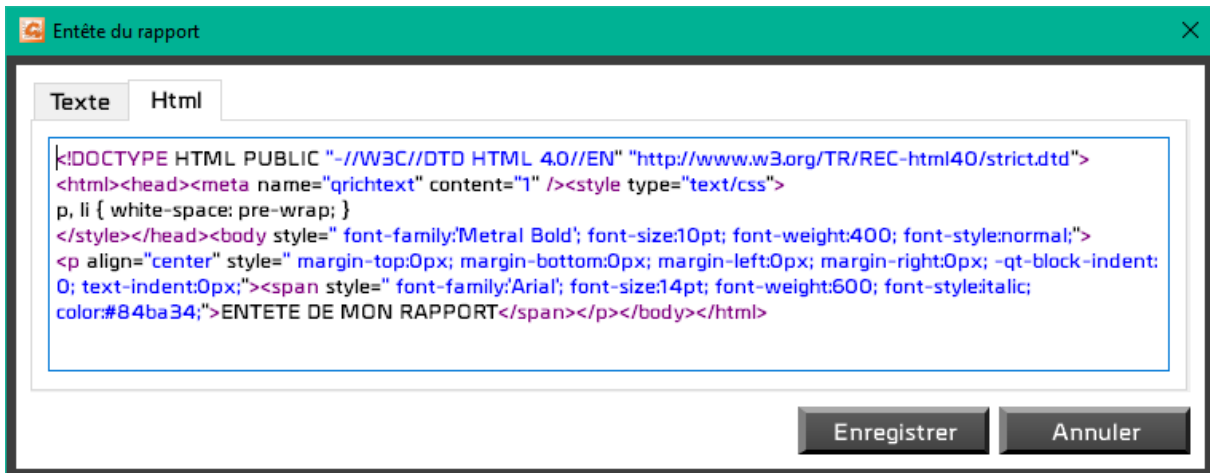 Entête du rapport
Texte Html
<!DOCTYPE HTML PUBLIC "-//W3C//DTD HTML 4.0//EN" "http://www.w3.org/TR/REC-html40/strict.dtd">
<html><head><meta name="qrichtext" content="1" /><style type="text/css">
p, li { white-space: pre-wrap; }
</style></head><body style=" font-family:'Metral Bold'; font-size:10pt; font-weight:400; font-style:normal;">
<p align="center" style=" margin-top:0px; margin-bottom:0px; margin-left:0px; margin-right:0px; -qt-block-indent:
0; text-indent:0px;"><span style=" font-family:'Arial'; font-size:14pt; font-weight:600; font-style:italic;
color:#84ba34;">ENTETE DE MON RAPPORT</span></p></body></html>
Enregistrer Annuler